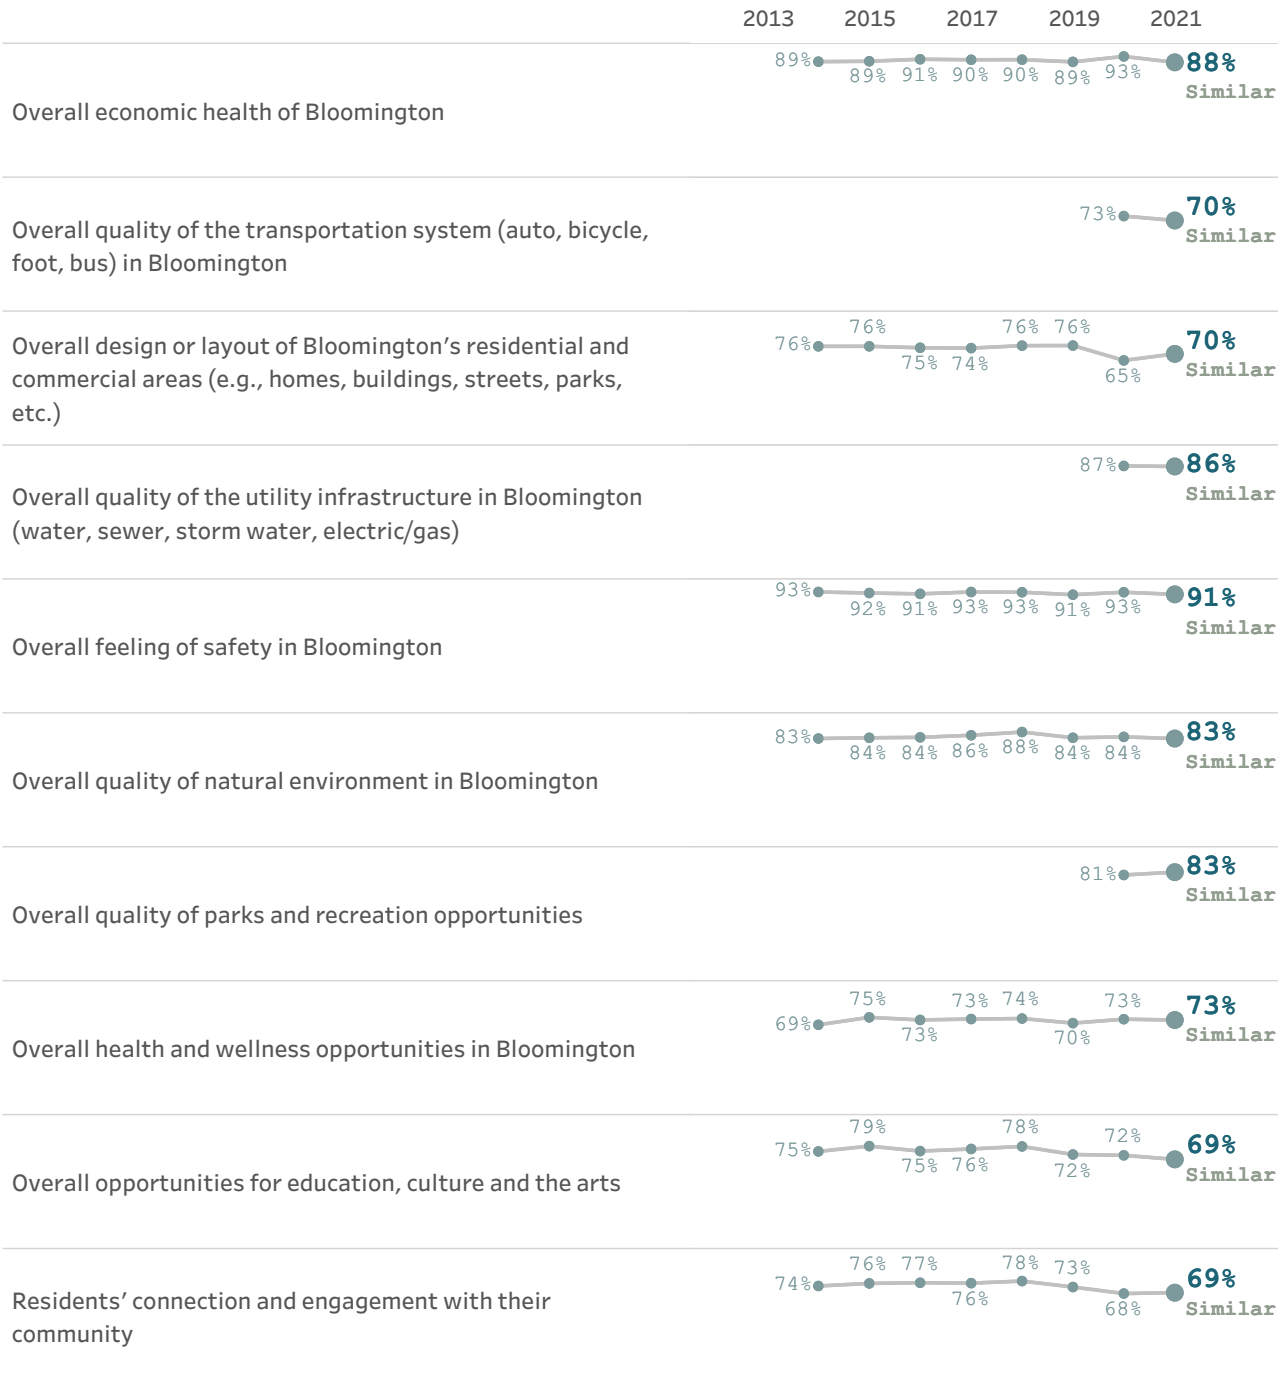 2013 2015 2017 2019 2021
89% 89% 91% 90% 90% 89% 93% 88%
Similar
Overall economic health of Bloomington
73% 70%
Similar
Overall quality of the transportation system (auto, bicycle,
foot, bus) in Bloomington
76% 76% 75% 74% 76% 76% 65% 70%
Similar
Overall design or layout of Bloomington's residential and
commercial areas (e.g., homes, buildings, streets, parks,
etc.)
87% 86%
Similar
Overall quality of the utility infrastructure in Bloomington
(water, sewer, storm water, electric/gas)
93% 92% 91% 93% 93% 91% 93% 91%
Similar
Overall feeling of safety in Bloomington
83% 84% 84% 86% 88% 84% 84% 83%
Similar
Overall quality of natural environment in Bloomington
81% 83%
Similar
Overall quality of parks and recreation opportunities
69% 75% 73% 73% 74% 70% 73% 73%
Similar
Overall health and wellness opportunities in Bloomington
75% 79% 75% 76% 78% 72% 72% 69%
Similar
Overall opportunities for education, culture and the arts
74% 76% 77% 76% 78% 73% 68% 69%
Similar
Residents' connection and engagement with their
community